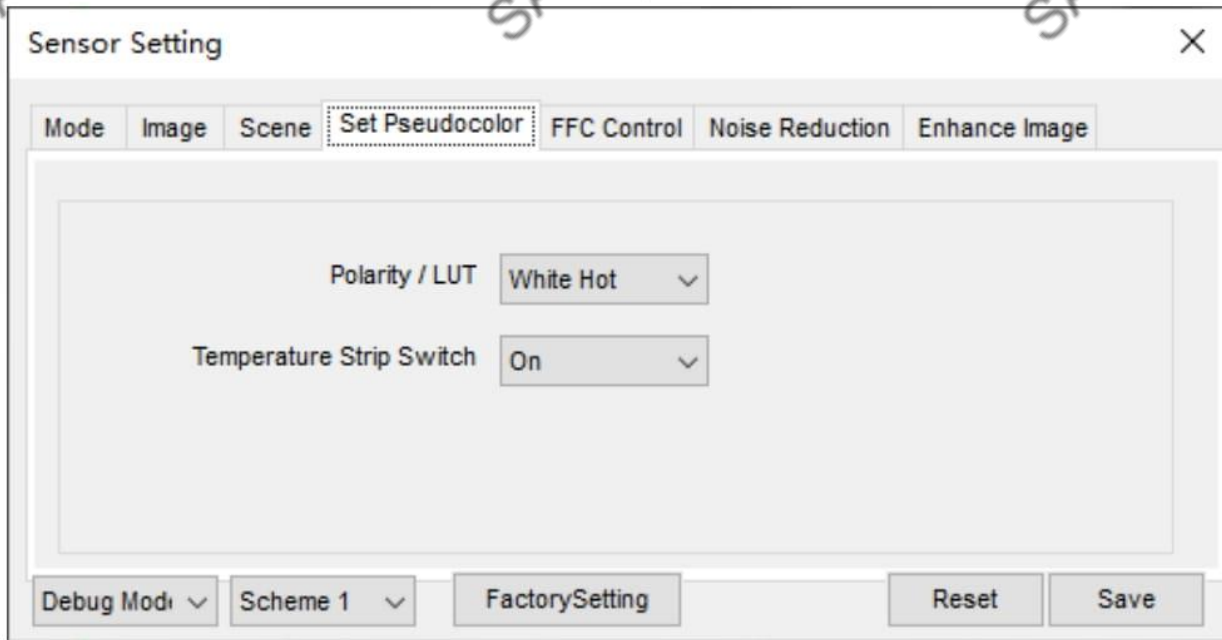 Sensor Setting
Mode Image Scene Set Pseudocolor FFC Control Noise Reduction Enhance Image
Polarity / LUT White Hot
Temperature Strip Switch On
Debug Scheme 1 FactorySetting Reset Save